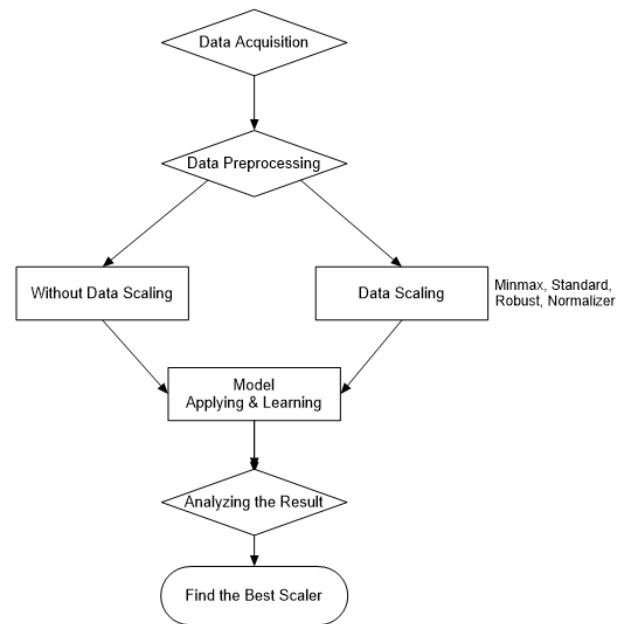 Data Acquisition
Data Preprocessing
Without Data Scaling
Data Scaling
Minmax, Standard,
Robust, Normalizer
Model
Applying & Learning
Analyzing the Result
Find the Best Scaler